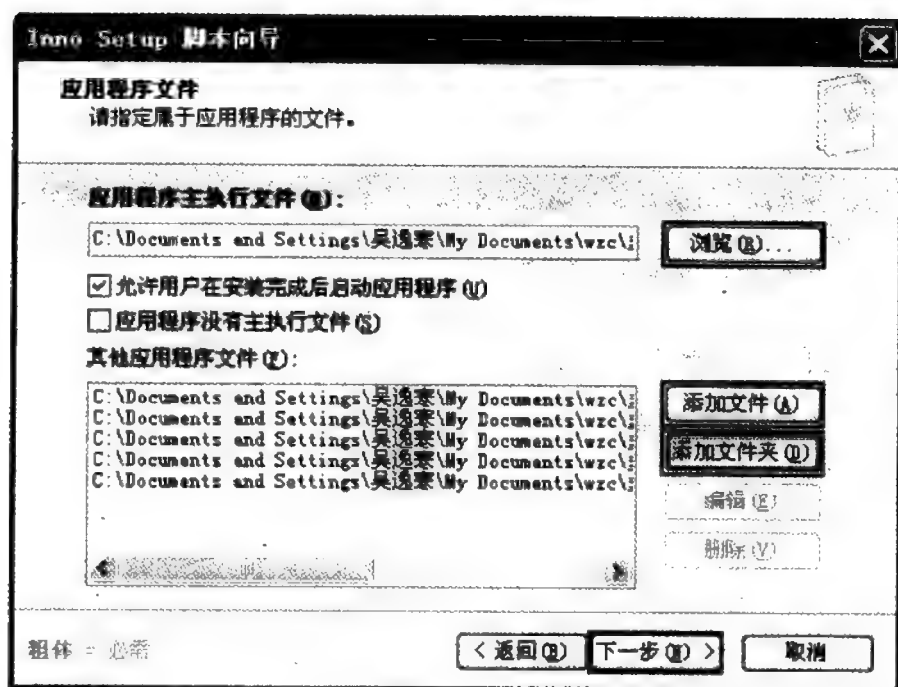 Inno Setup 脚本向导
应用程序文件
请指定属于应用程序的文件。
应用程序主执行文件(M):
C:\Documents and Settings\吴逸寒\My Documents\wzc\
浏览(R)...
允许用户在安装完成后启动应用程序(U)
应用程序没有主执行文件(S)
其他应用程序文件(F):
C:\Documents and Settings\吴逸寒\My Documents\wzc\
C:\Documents and Settings\吴逸寒\My Documents\wzc\
C:\Documents and Settings\吴逸寒\My Documents\wzc\
C:\Documents and Settings\吴逸寒\My Documents\wzc\
C:\Documents and Settings\吴逸寒\My Documents\wzc\
添加文件(A)
添加文件夹(D)
编辑(E)
删除(V)
粗体 = 必需
< 返回(B)
下一步(N) >
取消